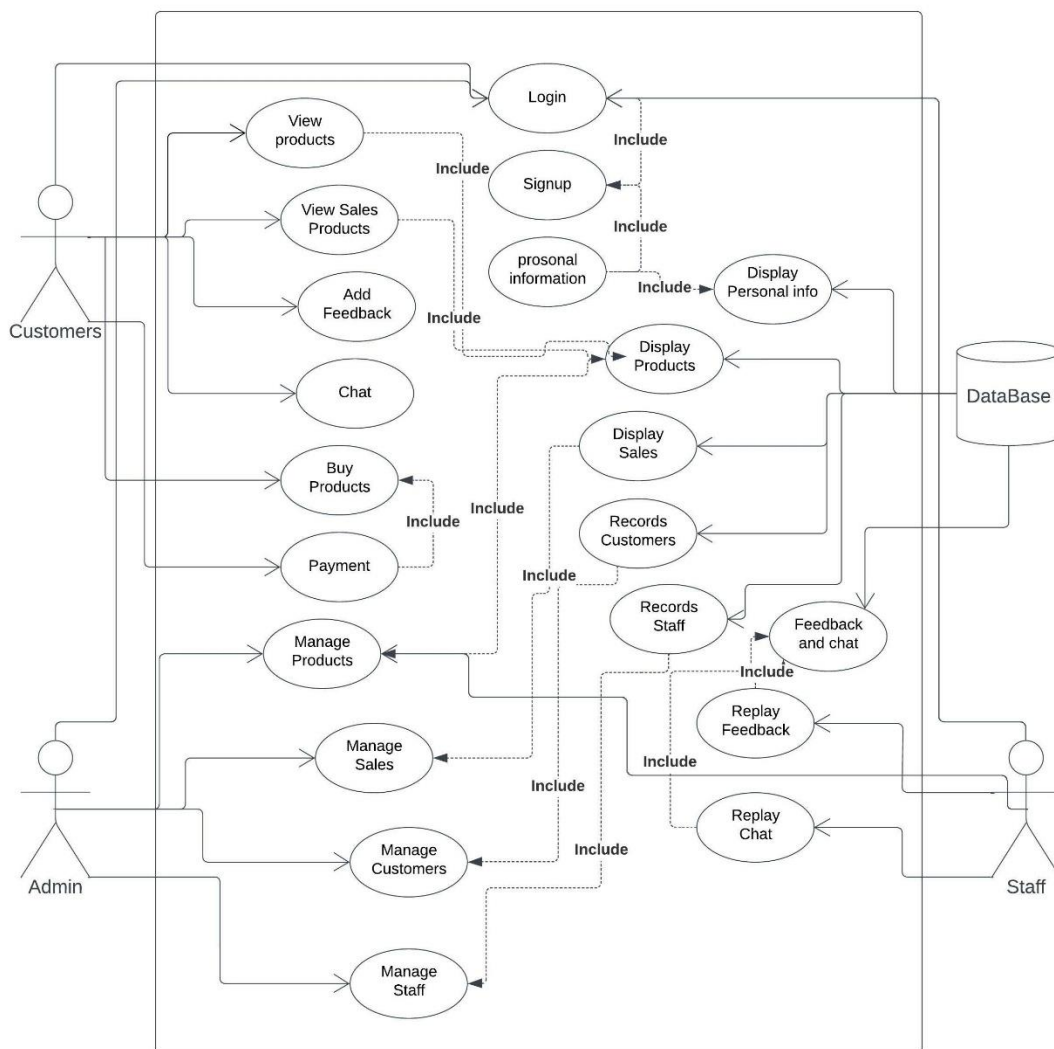 Login
View
products
Include
Include
Signup
View Sales
Products
Include
prosonal
information
Display
Personal info
Include
Add
Feedback
Include
Customers
Display
Products
DataBase
Chat
Display
Sales
Buy
Products
Include
Include
Records
Customers
Payment
Include
Records
Staff
Feedback
and chat
Manage
Products
Include
Replay
Feedback
Manage
Sales
Include
Include
Replay
Chat
Manage
Customers
Include
Admin
Staff
Manage
Staff